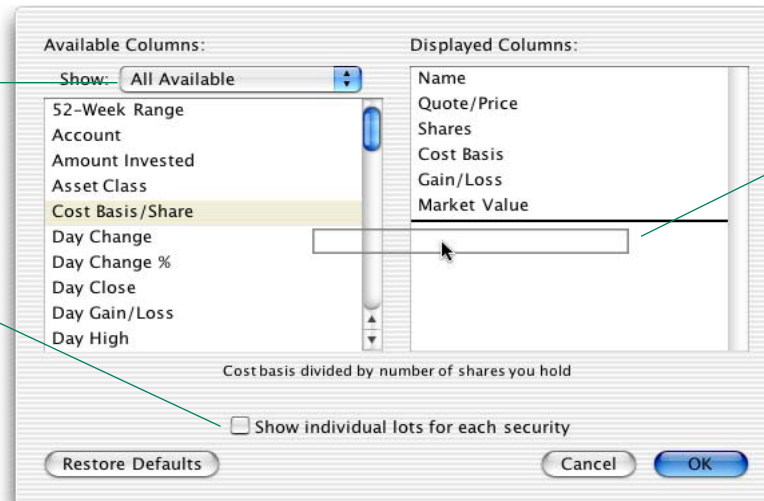 Available Columns:
Show: All Available
52-Week Range
Account
Amount Invested
Asset Class
Cost Basis/Share
Day Change
Day Change %
Day Close
Day Gain/Loss
Day High
Displayed Columns:
Name
Quote/Price
Shares
Cost Basis
Gain/Loss
Market Value
Cost basis divided by number of shares you hold
Show individual lots for each security
Restore Defaults
Cancel
OK